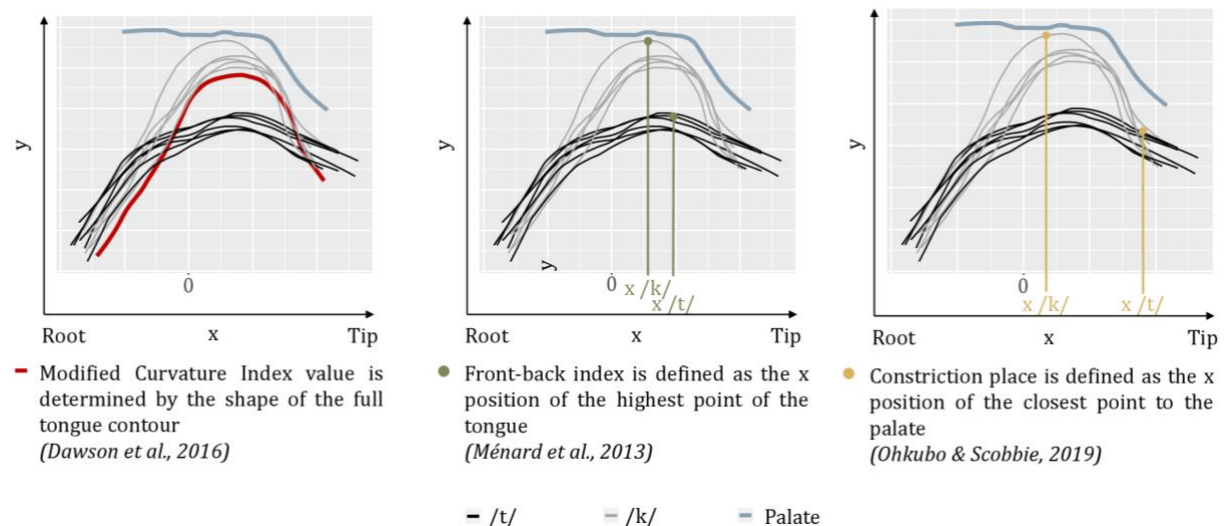 y
0
Root x Tip
Modified Curvature Index value is
determined by the shape of the full
tongue contour
(Dawson et al., 2016)
y
y
0 x /k/
x /t/
Root x Tip
Front-back index is defined as the x
position of the highest point of the
tongue
(Ménard et al., 2013)
y
0
x /k/ x /t/
Root x Tip
Constriction place is defined as the x
position of the closest point to the
palate
(Ohkubo & Scobbie, 2019)
/t/ /k/ Palate